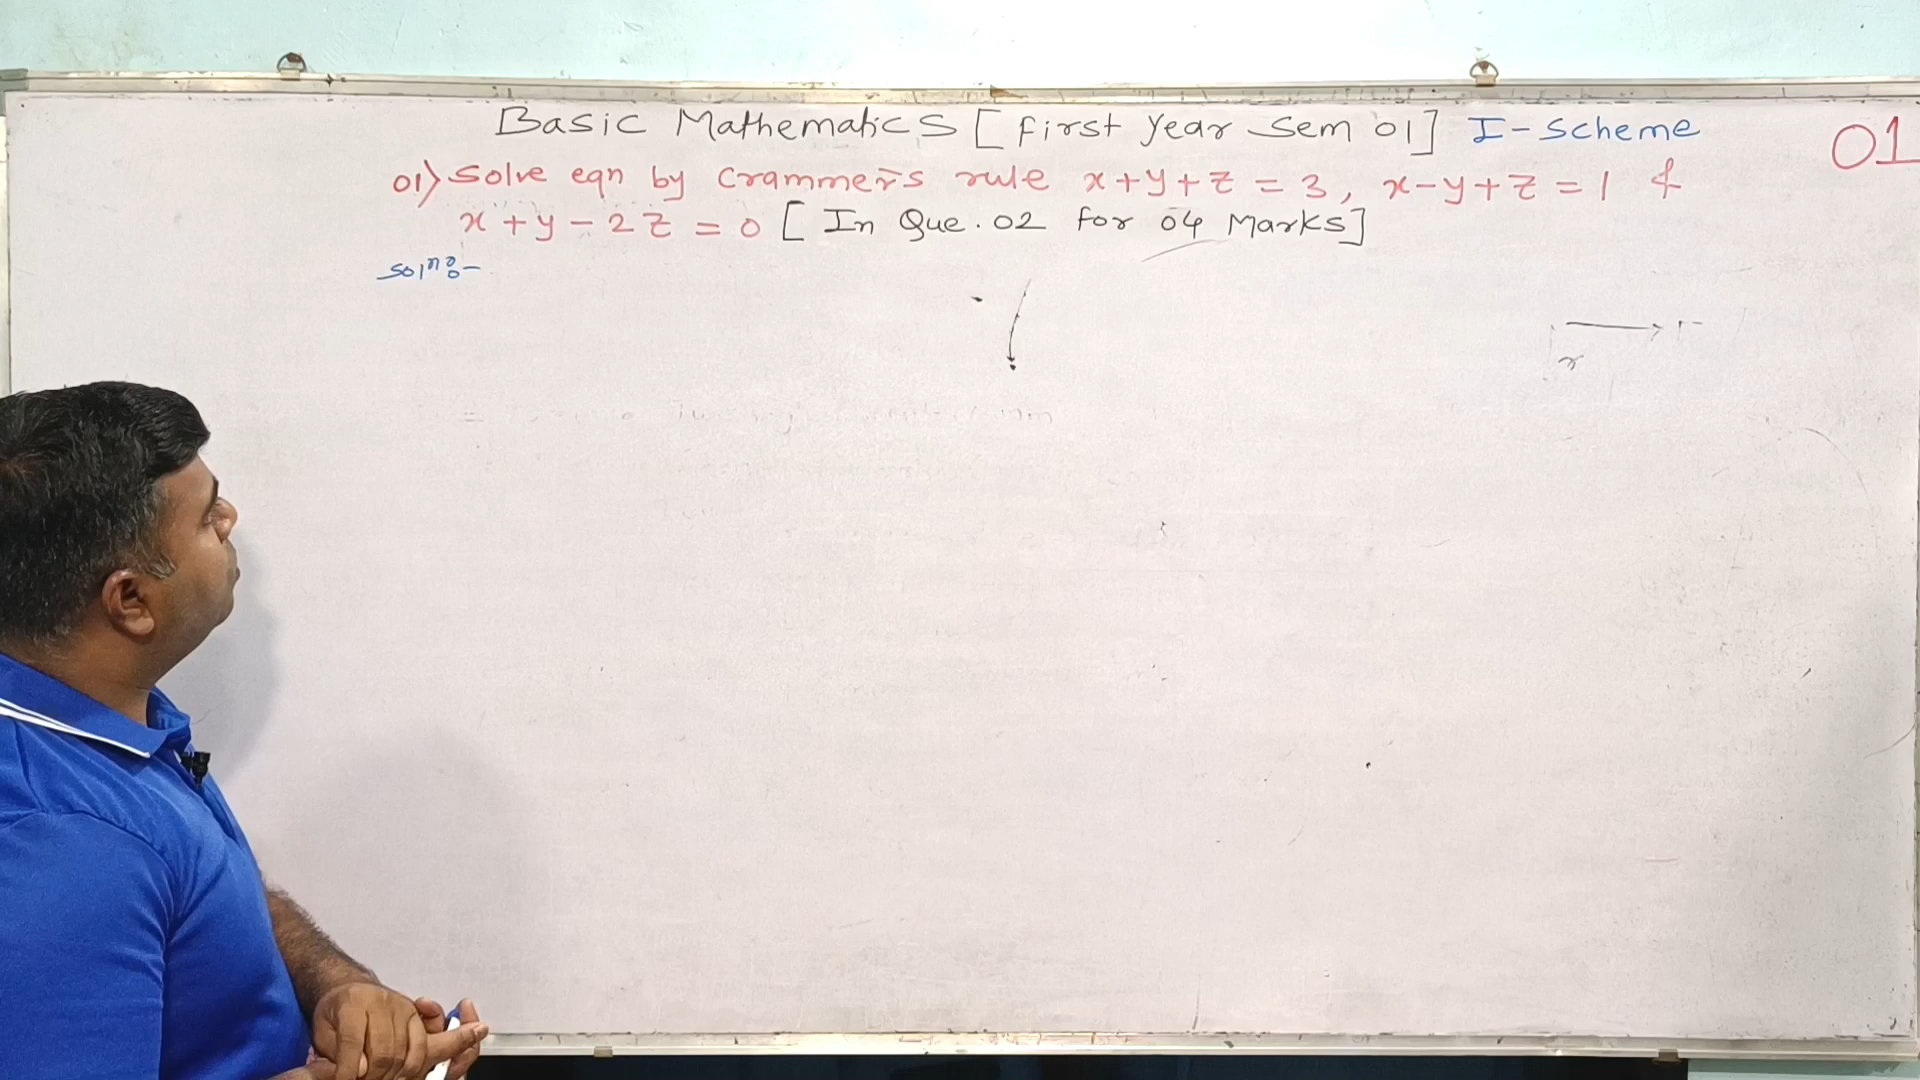 Basic Mathematics [First Year Sem 01] I-Scheme
01
01) Solve eqn by Crammer's rule x+y+z = 3, x-y+z = 1 &
x+y-2z = 0 [In Que. 02 for 04 Marks]
Soln:-